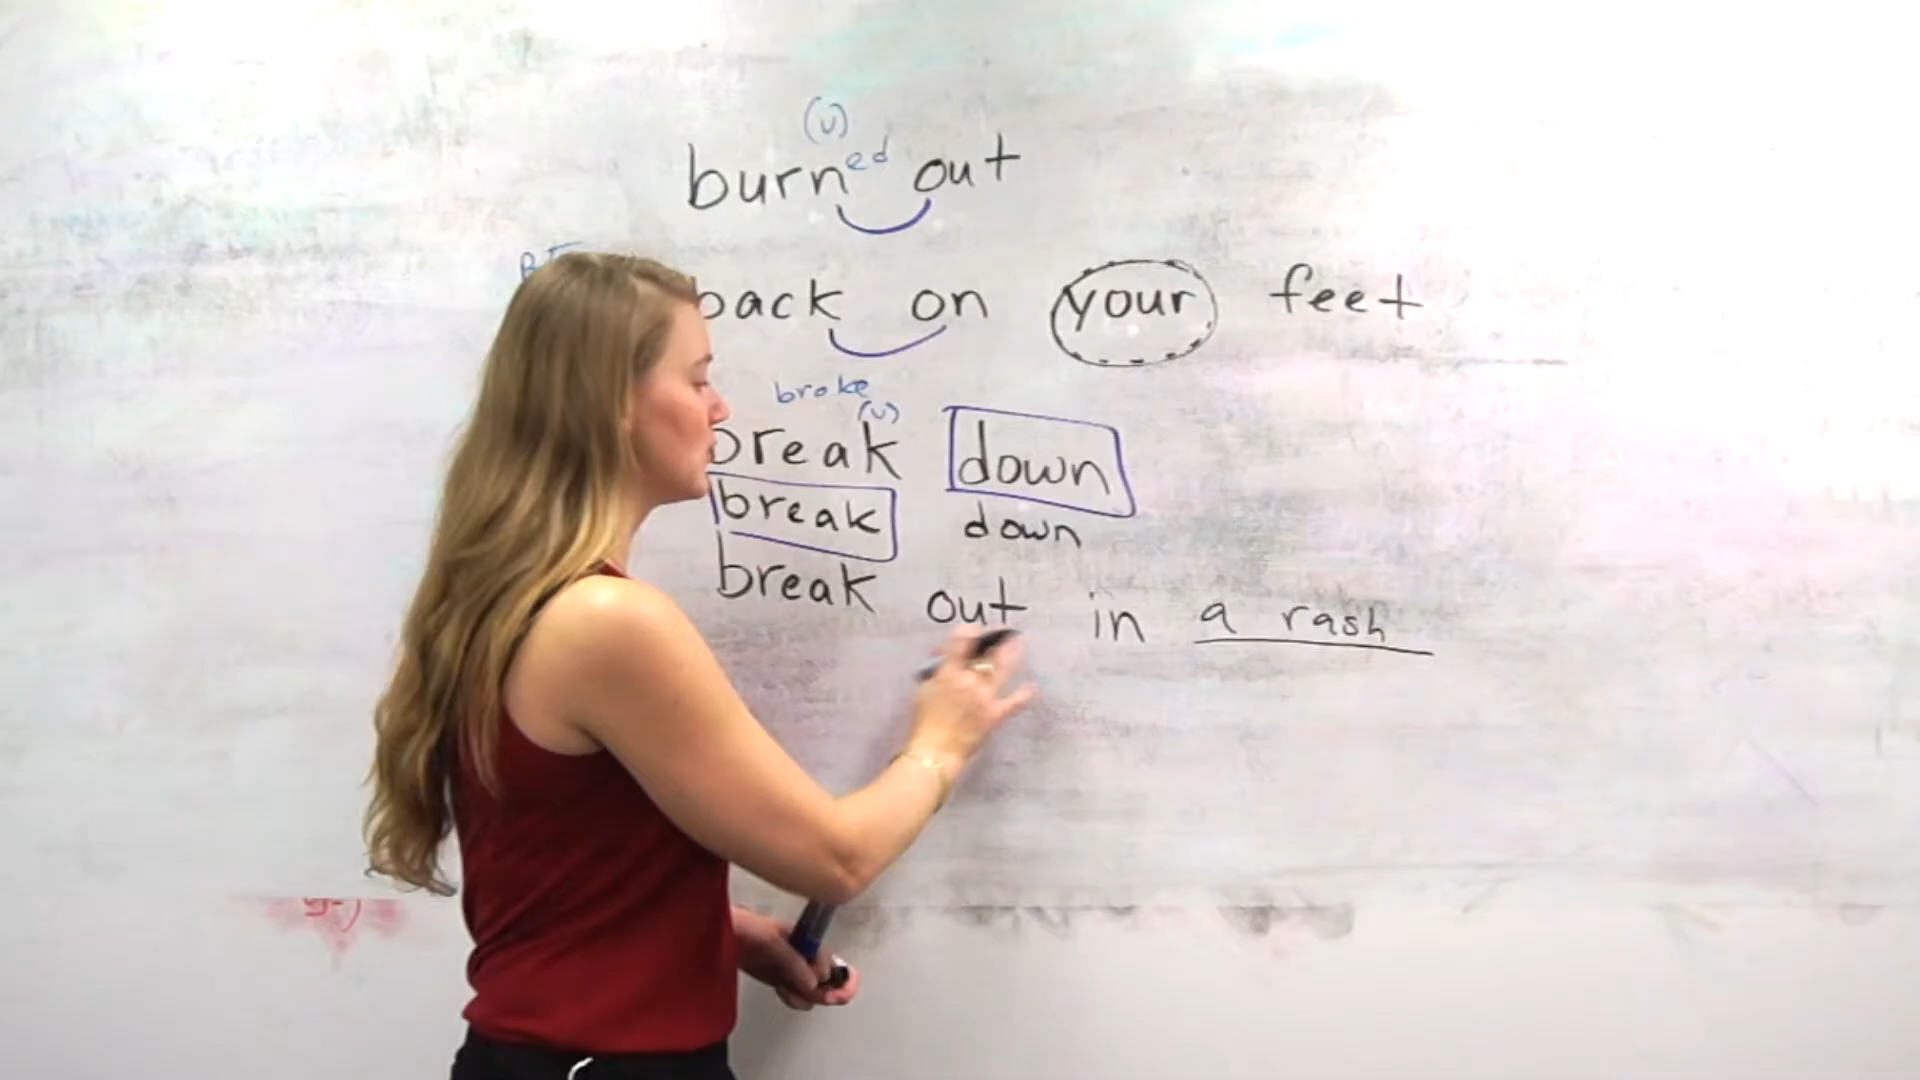 (v)
burned out
back on your feet
broke
(v)
break down
break down
break out in a rash